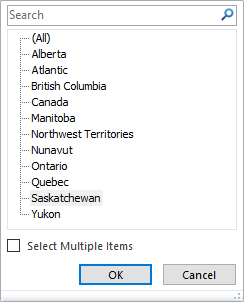 Search
(All)
Alberta
Atlantic
British Columbia
Canada
Manitoba
Northwest Territories
Nunavut
Ontario
Quebec
Saskatchewan
Yukon
Select Multiple Items
OK Cancel